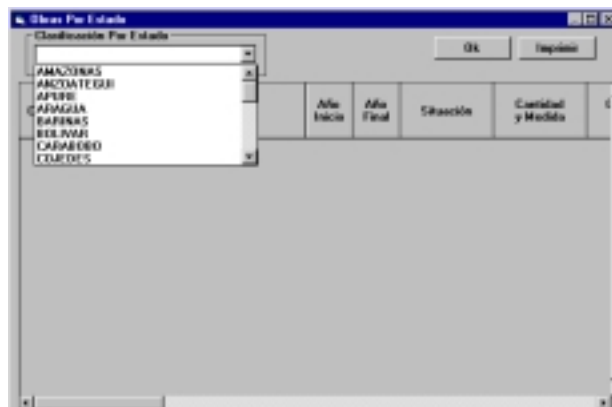 Obras Por Estado
Clasificación Por Estado
Ok
Imprimir
AMAZONAS
ANZOATEGUI
APURE
ARAGUA
BARINAS
BOLIVAR
CARABOBO
COJEDES
Año
Inicio
Año
Final
Situación
Cantidad
y Medida